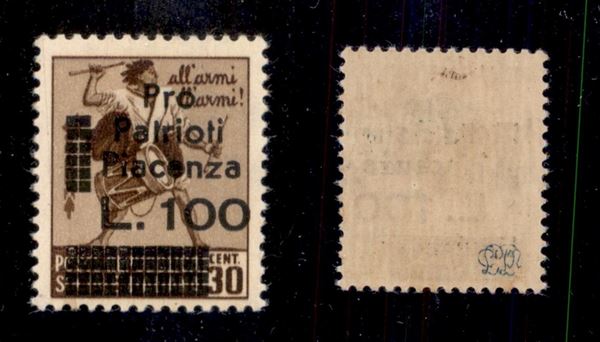 all'armi
all'armi!
Pro
Patrioti
Piacenza
L. 100
CENT.
30